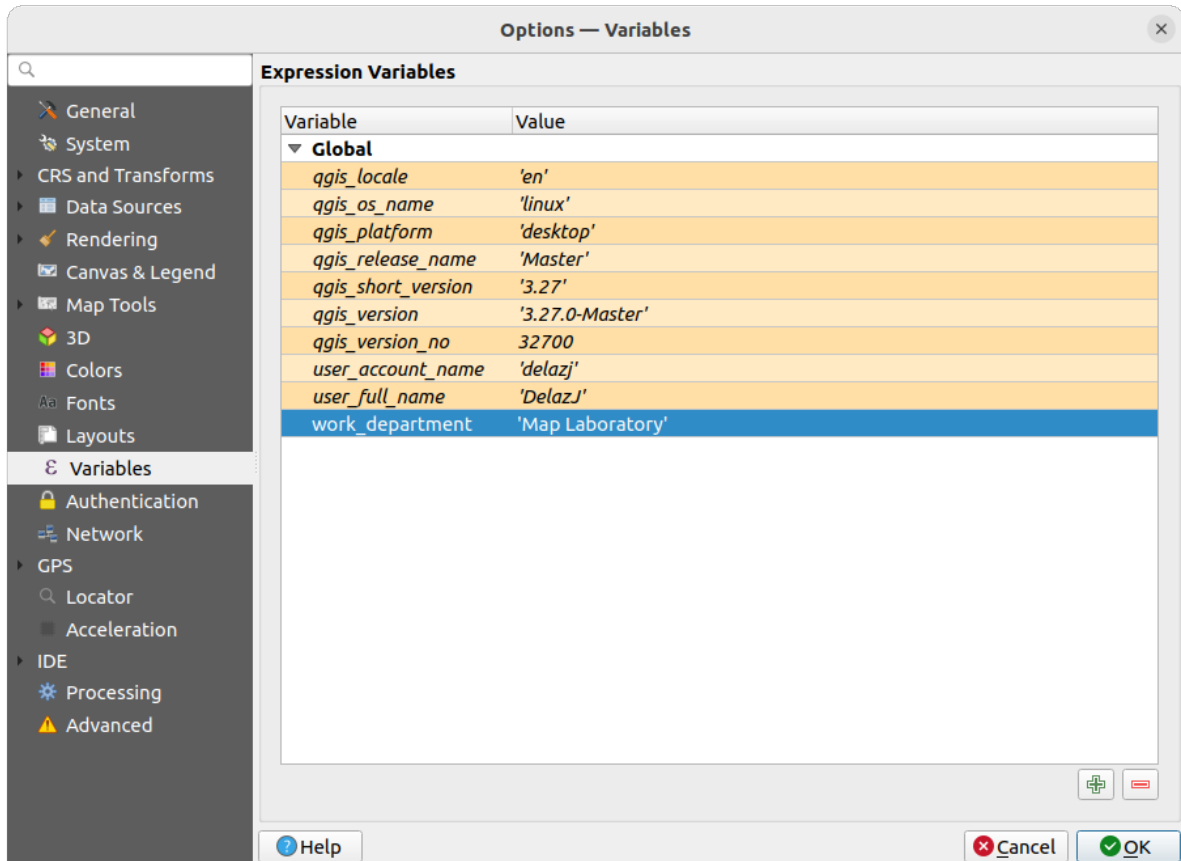 Options — Variables
General
System
CRS and Transforms
Data Sources
Rendering
Canvas & Legend
Map Tools
3D
Colors
Aa Fonts
Layouts
ε Variables
Authentication
Network
GPS
Locator
Acceleration
IDE
Processing
Advanced
Expression Variables
Variable Value
Global
qgis_locale 'en'
qgis_os_name 'linux'
qgis_platform 'desktop'
qgis_release_name 'Master'
qgis_short_version '3.27'
qgis_version '3.27.0-Master'
qgis_version_no 32700
user_account_name 'delazj'
user_full_name 'DelazJ'
work_department 'Map Laboratory'
Help
Cancel
OK